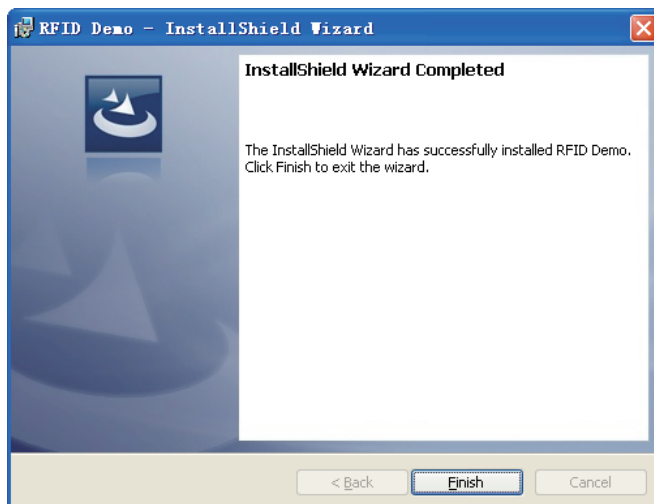 RFID Demo - InstallShield Wizard
InstallShield Wizard Completed
The InstallShield Wizard has successfully installed RFID Demo.
Click Finish to exit the wizard.
< Back
Finish
Cancel